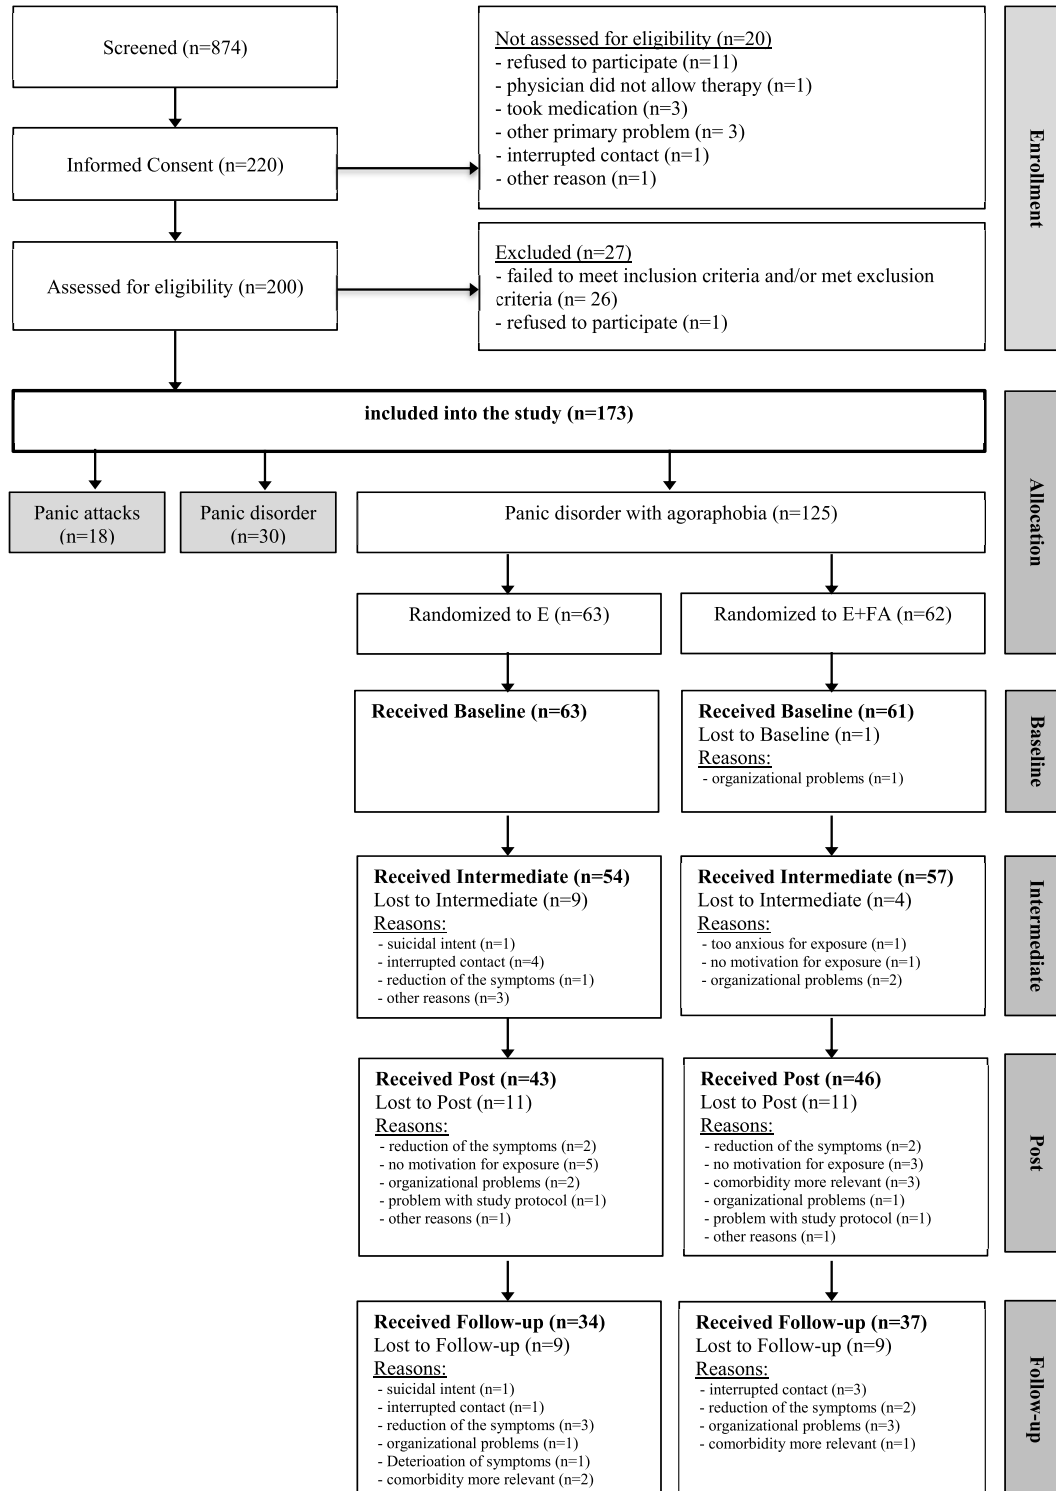 Screened (n=874)
Not assessed for eligibility (n=20)
- refused to participate (n=11)
- physician did not allow therapy (n=1)
- took medication (n=3)
- other primary problem (n= 3)
- interrupted contact (n=1)
- other reason (n=1)
Informed Consent (n=220)
Enrollment
Assessed for eligibility (n=200)
Excluded (n=27)
- failed to meet inclusion criteria and/or met exclusion
criteria (n= 26)
- refused to participate (n=1)
included into the study (n=173)
Allocation
Panic attacks
(n=18)
Panic disorder
(n=30)
Panic disorder with agoraphobia (n=125)
Randomized to E (n=63)
Randomized to E+FA (n=62)
Received Baseline (n=63)
Received Baseline (n=61)
Lost to Baseline (n=1)
Reasons:
- organizational problems (n=1)
Baseline
Received Intermediate (n=54)
Lost to Intermediate (n=9)
Reasons:
- suicidal intent (n=1)
- interrupted contact (n=4)
- reduction of the symptoms (n=1)
- other reasons (n=3)
Received Intermediate (n=57)
Lost to Intermediate (n=4)
Reasons:
- too anxious for exposure (n=1)
- no motivation for exposure (n=1)
- organizational problems (n=2)
Intermediate
Received Post (n=43)
Lost to Post (n=11)
Reasons:
- reduction of the symptoms (n=2)
- no motivation for exposure (n=5)
- organizational problems (n=2)
- problem with study protocol (n=1)
- other reasons (n=1)
Received Post (n=46)
Lost to Post (n=11)
Reasons:
- reduction of the symptoms (n=2)
- no motivation for exposure (n=3)
- comorbidity more relevant (n=3)
- organizational problems (n=1)
- problem with study protocol (n=1)
- other reasons (n=1)
Post
Received Follow-up (n=34)
Lost to Follow-up (n=9)
Reasons:
- suicidal intent (n=1)
- interrupted contact (n=1)
- reduction of the symptoms (n=3)
- organizational problems (n=1)
- Deterioation of symptoms (n=1)
- comorbidity more relevant (n=2)
Received Follow-up (n=37)
Lost to Follow-up (n=9)
Reasons:
- interrupted contact (n=3)
- reduction of the symptoms (n=2)
- organizational problems (n=3)
- comorbidity more relevant (n=1)
Follow-up